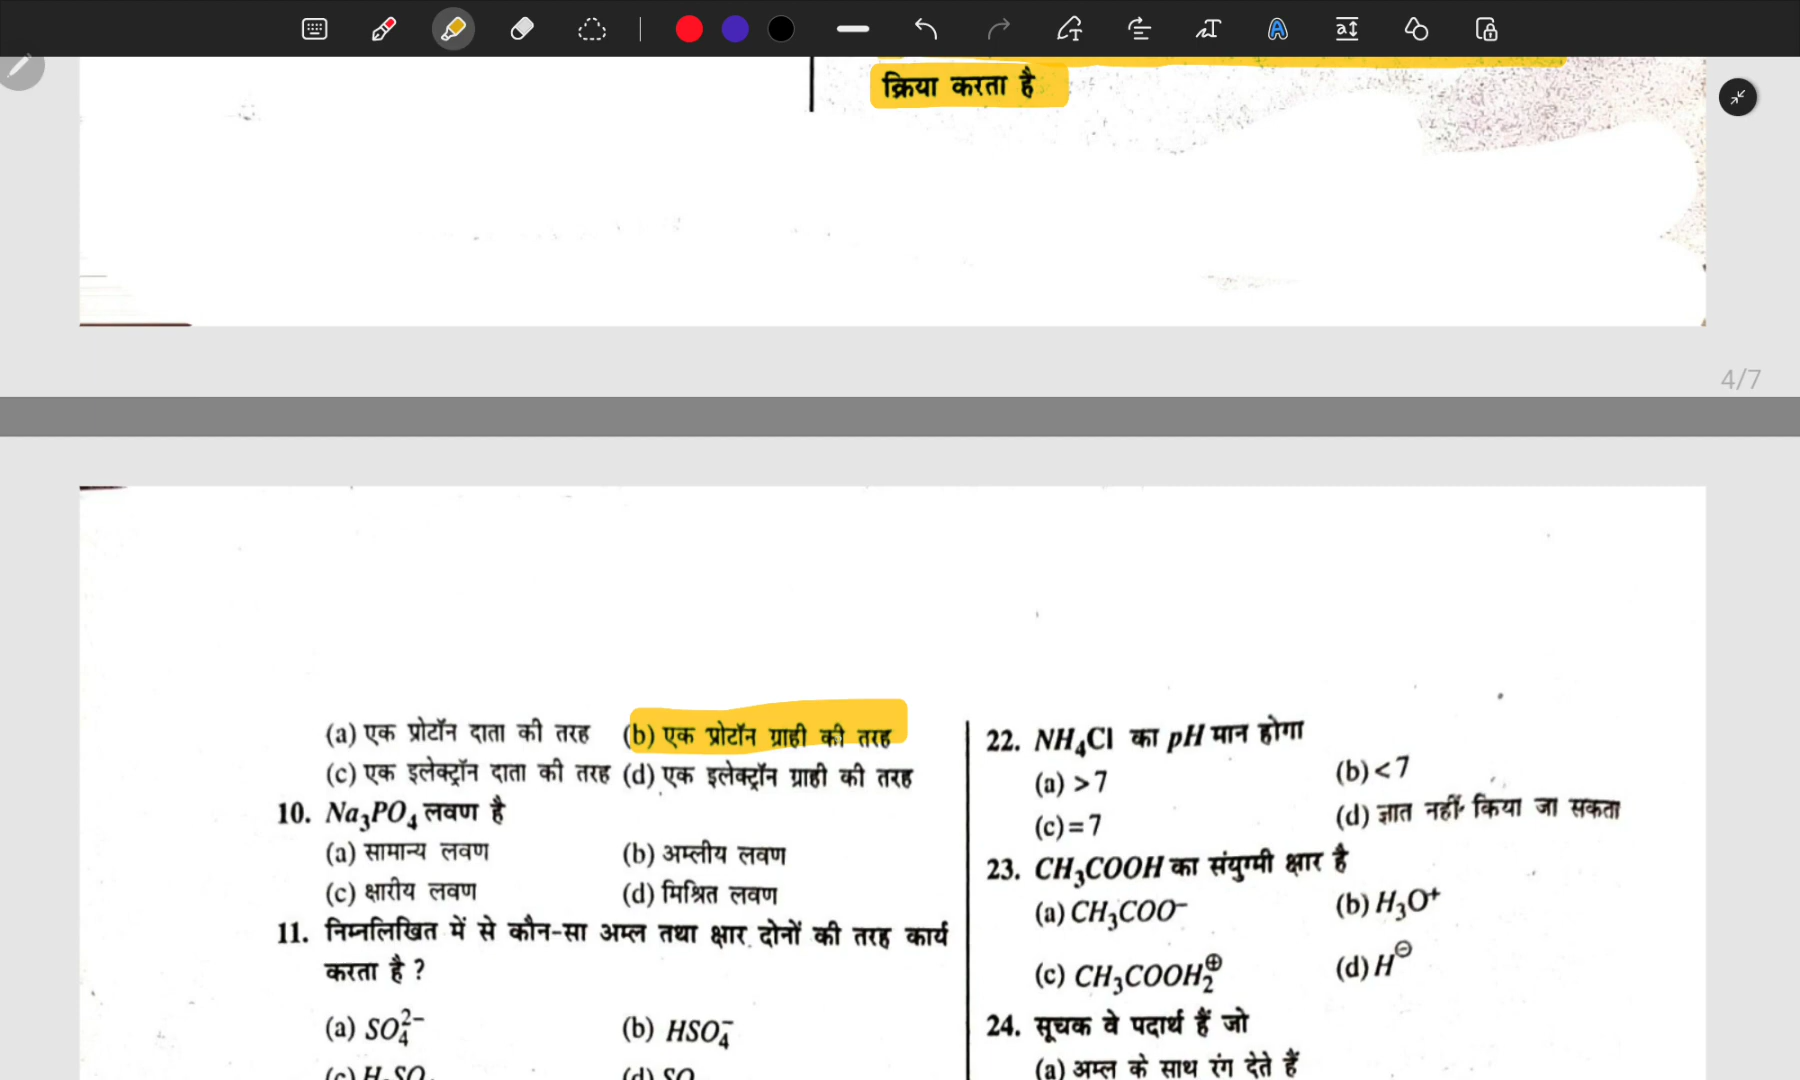 क्रिया करता है
4/7
(a) एक प्रोटॉन दाता की तरह (b) एक प्रोटॉन ग्राही की तरह
(c) एक इलेक्ट्रॉन दाता की तरह (d) एक इलेक्ट्रॉन ग्राही की तरह
10. Na₃PO₄ लवण है
(a) सामान्य लवण (b) अम्लीय लवण
(c) क्षारीय लवण (d) मिश्रित लवण
11. निम्नलिखित में से कौन-सा अम्ल तथा क्षार दोनों की तरह कार्य
करता है ?
(a) SO₄²⁻ (b) HSO₄⁻
22. NH₄Cl का pH मान होगा
(a) >7 (b) <7
(c) =7 (d) ज्ञात नहीं किया जा सकता
23. CH₃COOH का संयुग्मी क्षार है
(a) CH₃COO⁻ (b) H₃O⁺
(c) CH₃COOH₂⊕ (d) H⊖
24. सूचक वे पदार्थ हैं जो
(a) अम्ल के साथ रंग देते हैं